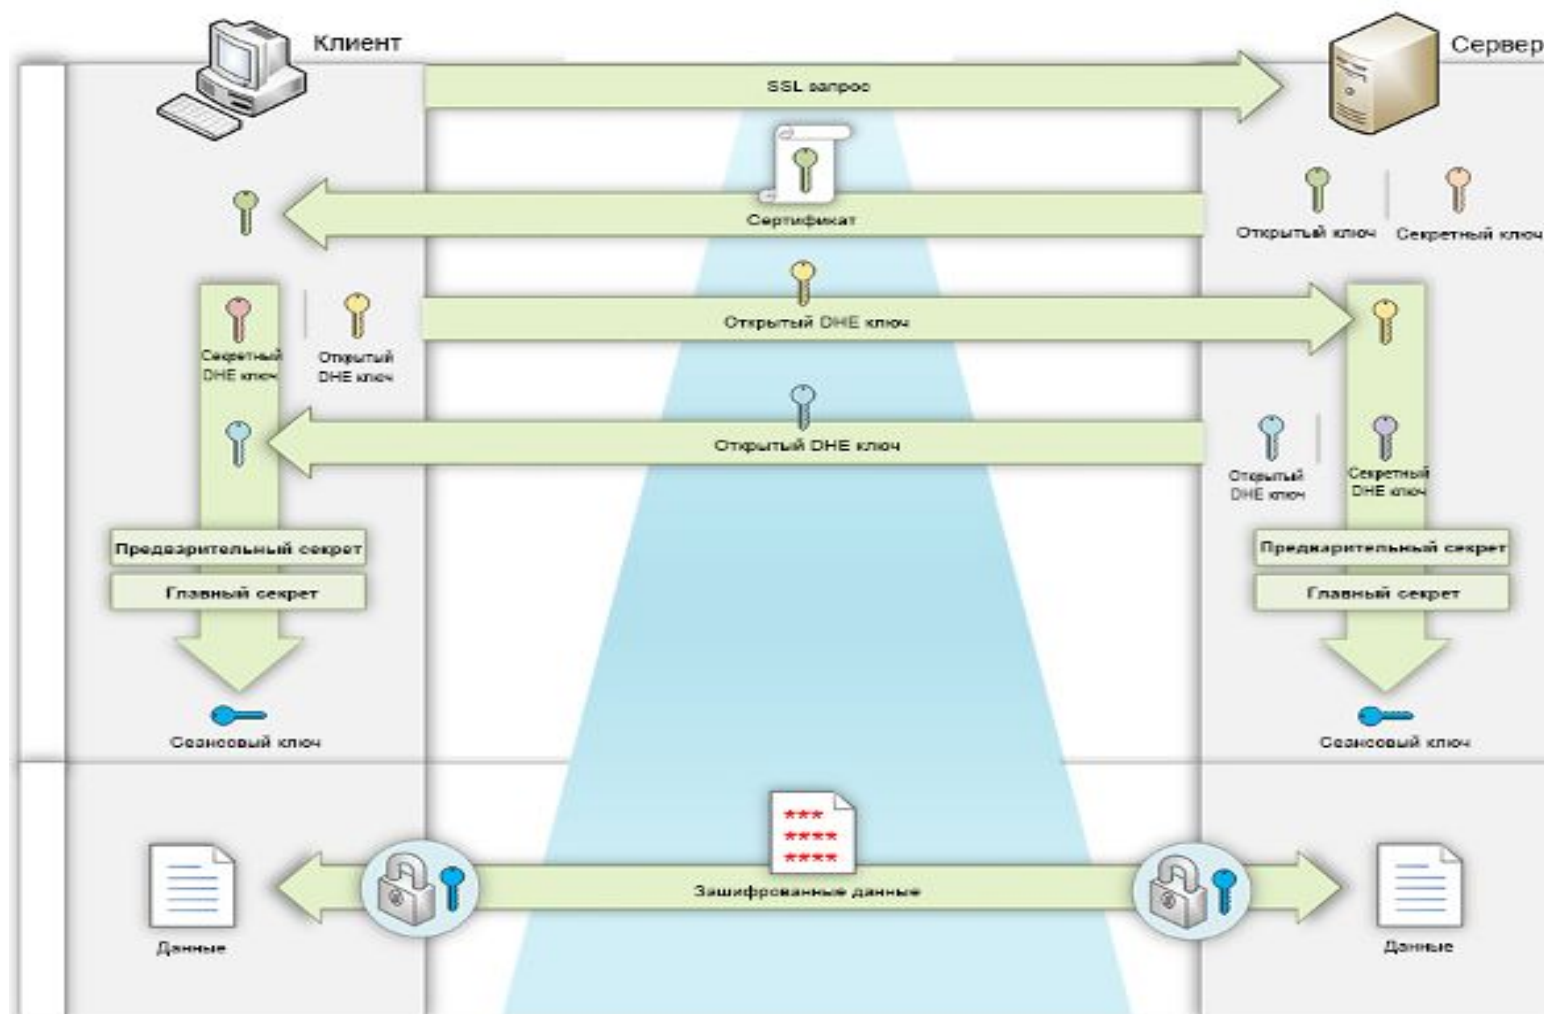 Клиент
Сервер
SSL запрос
Сертификат
Открытый ключ
Секретный ключ
Открытый DHE ключ
Секретный
DHE ключ
Открытый
DHE ключ
Открытый DHE ключ
Открытый
DHE ключ
Секретный
DHE ключ
Предварительный секрет
Предварительный секрет
Главный секрет
Главный секрет
Сеансовый ключ
Сеансовый ключ
***
****
****
Зашифрованные данные
Данные
Данные